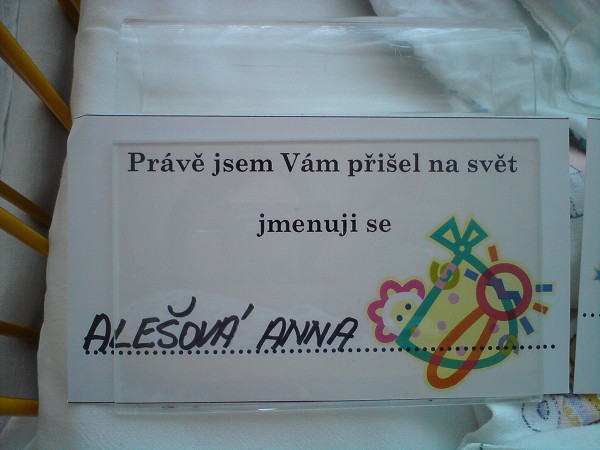 Právě jsem Vám přišel na svět
jmenuji se
ALEŠOVÁ ANNA